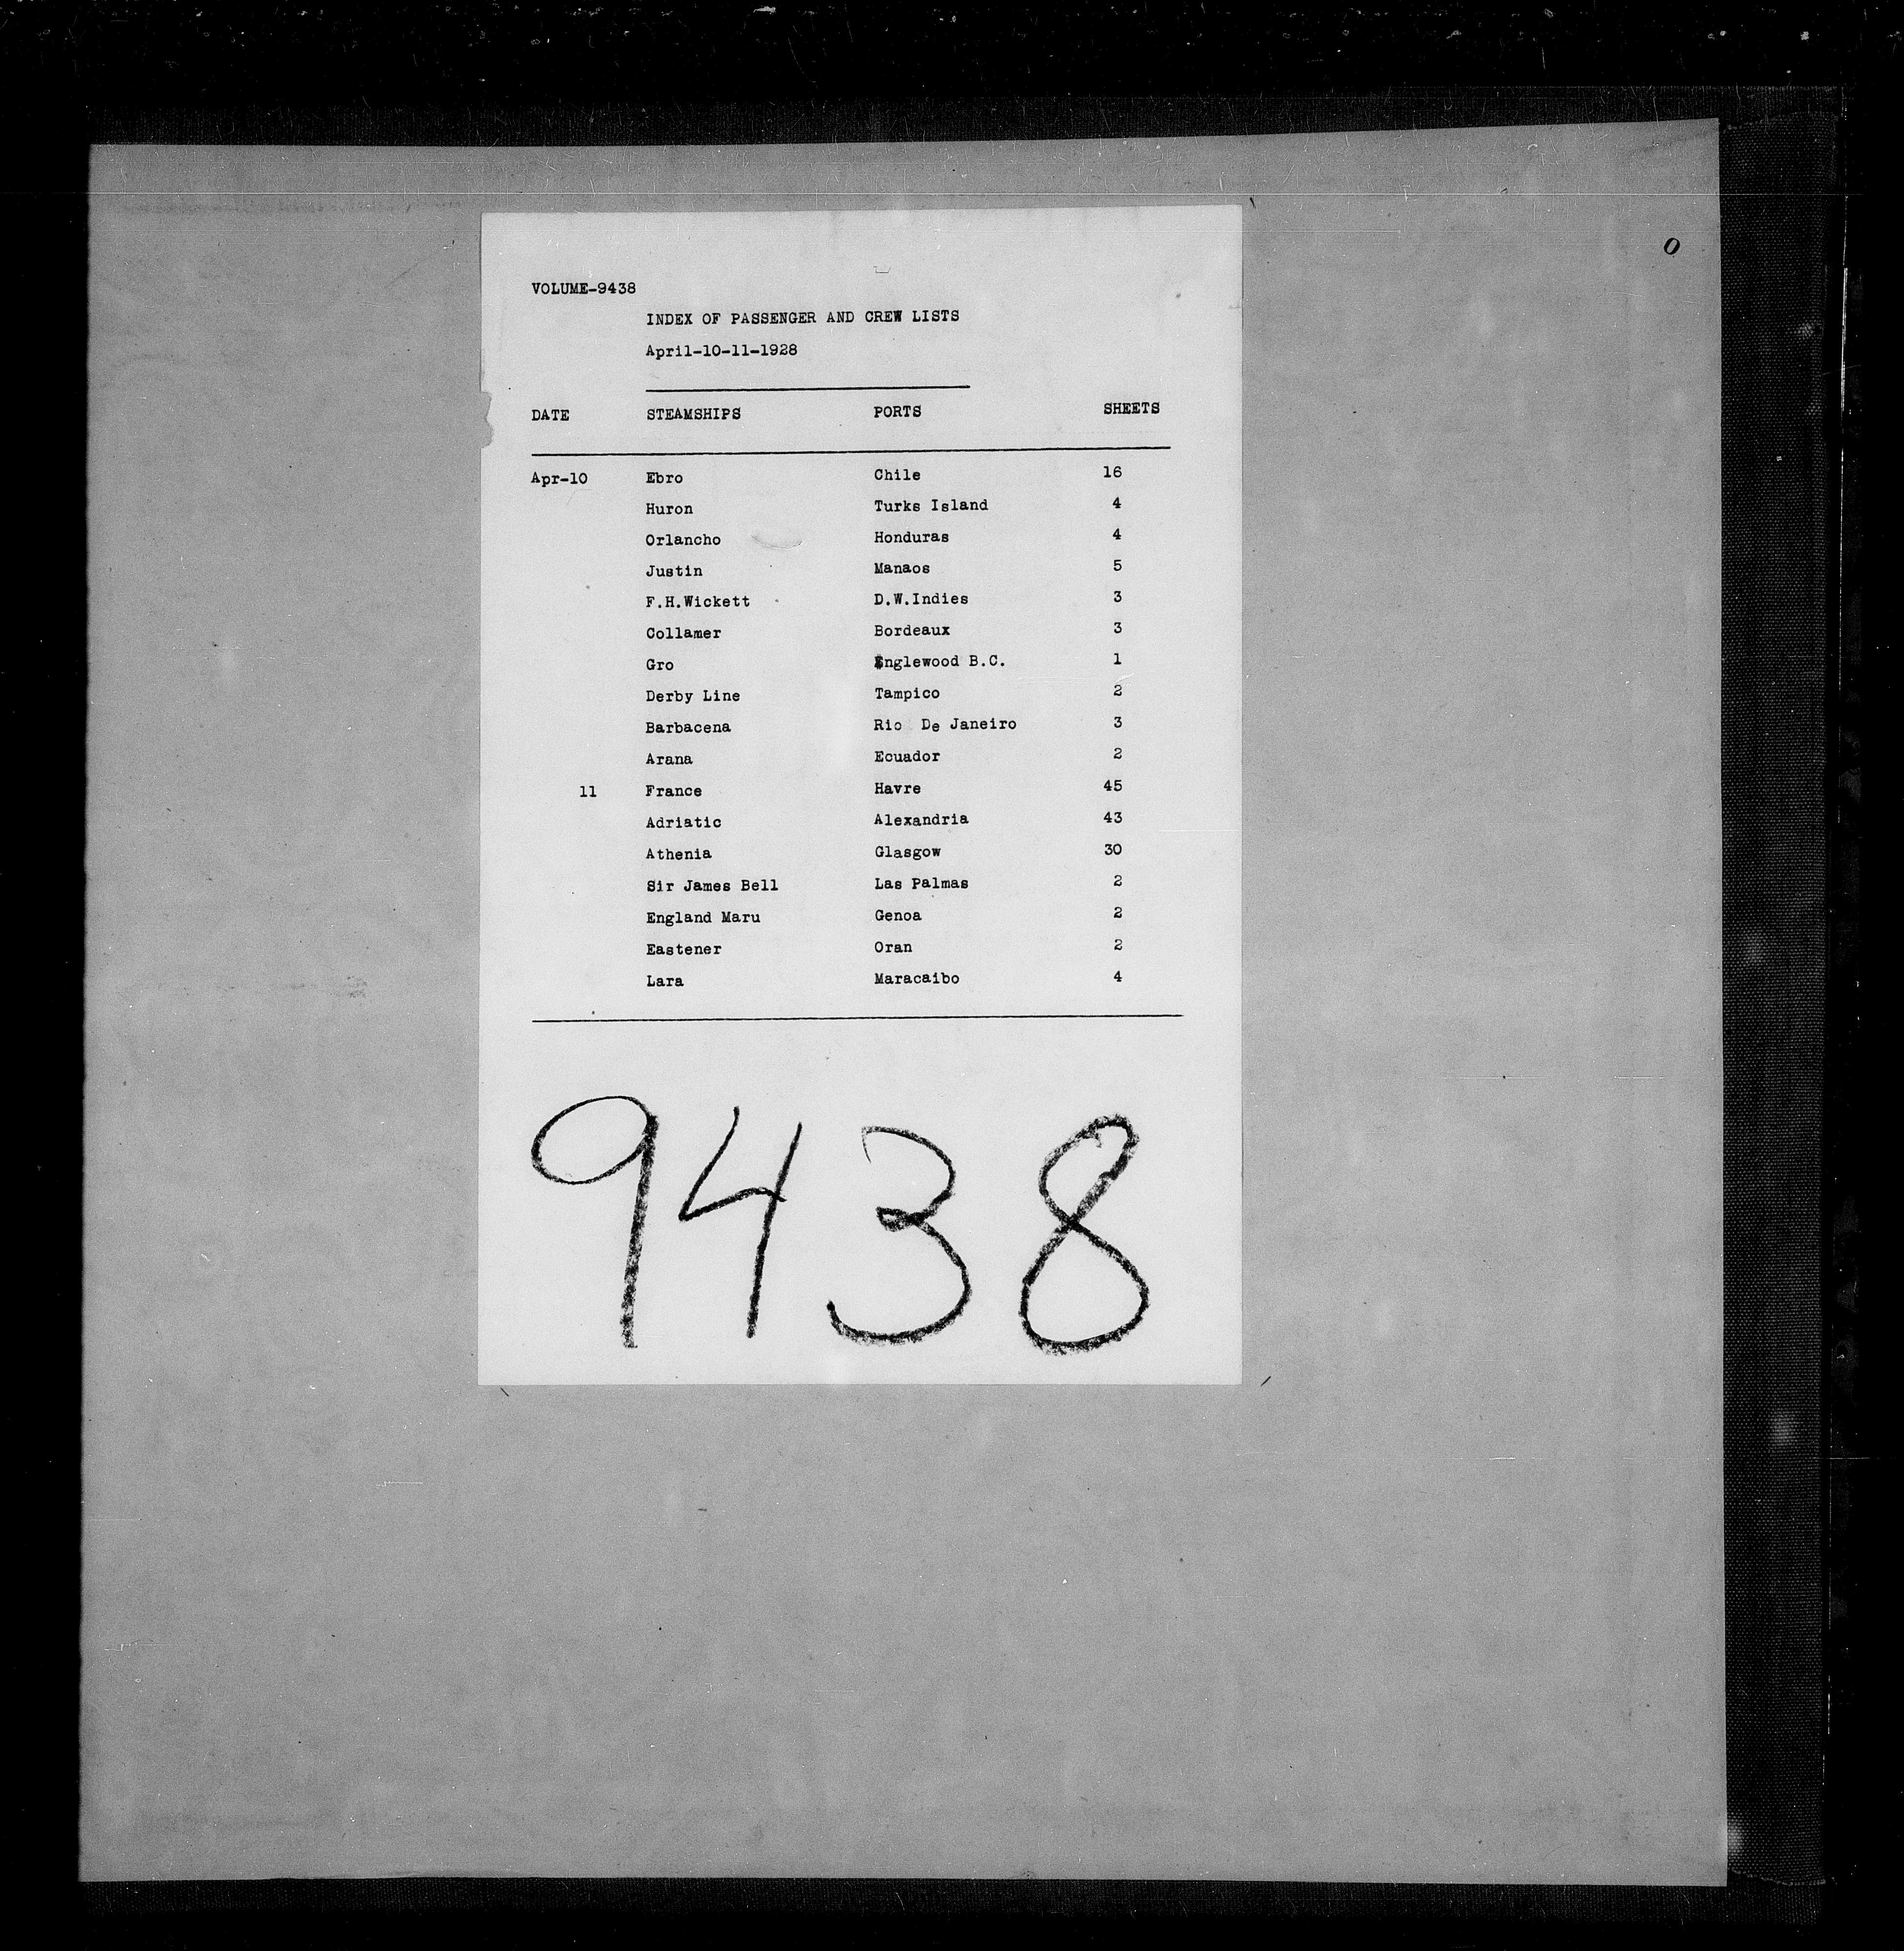 0
VOLUME-9438
INDEX OF PASSENGER AND CREW LISTS
April-10-11-1928
DATE STEAMSHIPS PORTS SHEETS
Apr-10 Ebro Chile 16
Huron Turks Island 4
Orlancho Honduras 4
Justin Manaos 5
F.H.Wickett D.W.Indies 3
Collamer Bordeaux 3
Gro Englewood B.C. 1
Derby Line Tampico 2
Barbacena Rio De Janeiro 3
Arana Ecuador 2
11 France Havre 45
Adriatic Alexandria 43
Athenia Glasgow 30
Sir James Bell Las Palmas 2
England Maru Genoa 2
Eastener Oran 2
Lara Maracaibo 4
9438